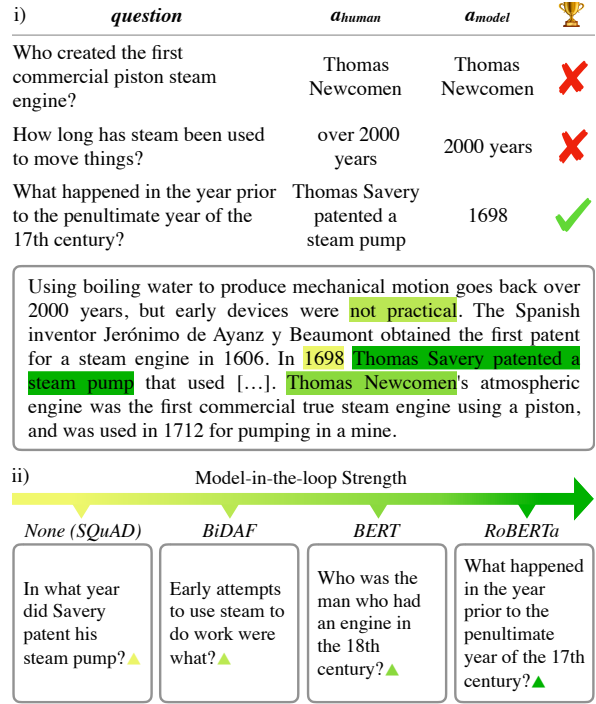 i) question a_human a_model
Who created the first
commercial piston steam
engine?
Thomas
Newcomen
Thomas
Newcomen
How long has steam been used
to move things?
over 2000
years
2000 years
What happened in the year prior
to the penultimate year of the
17th century?
Thomas Savery
patented a
steam pump
1698
Using boiling water to produce mechanical motion goes back over
2000 years, but early devices were not practical. The Spanish
inventor Jerónimo de Ayanz y Beaumont obtained the first patent
for a steam engine in 1606. In 1698 Thomas Savery patented a
steam pump that used […]. Thomas Newcomen's atmospheric
engine was the first commercial true steam engine using a piston,
and was used in 1712 for pumping in a mine.
ii) Model-in-the-loop Strength
None (SQuAD) BiDAF BERT RoBERTa
In what year
did Savery
patent his
steam pump?
Early attempts
to use steam to
do work were
what?
Who was the
man who had
an engine in
the 18th
century?
What happened
in the year
prior to the
penultimate
year of the 17th
century?